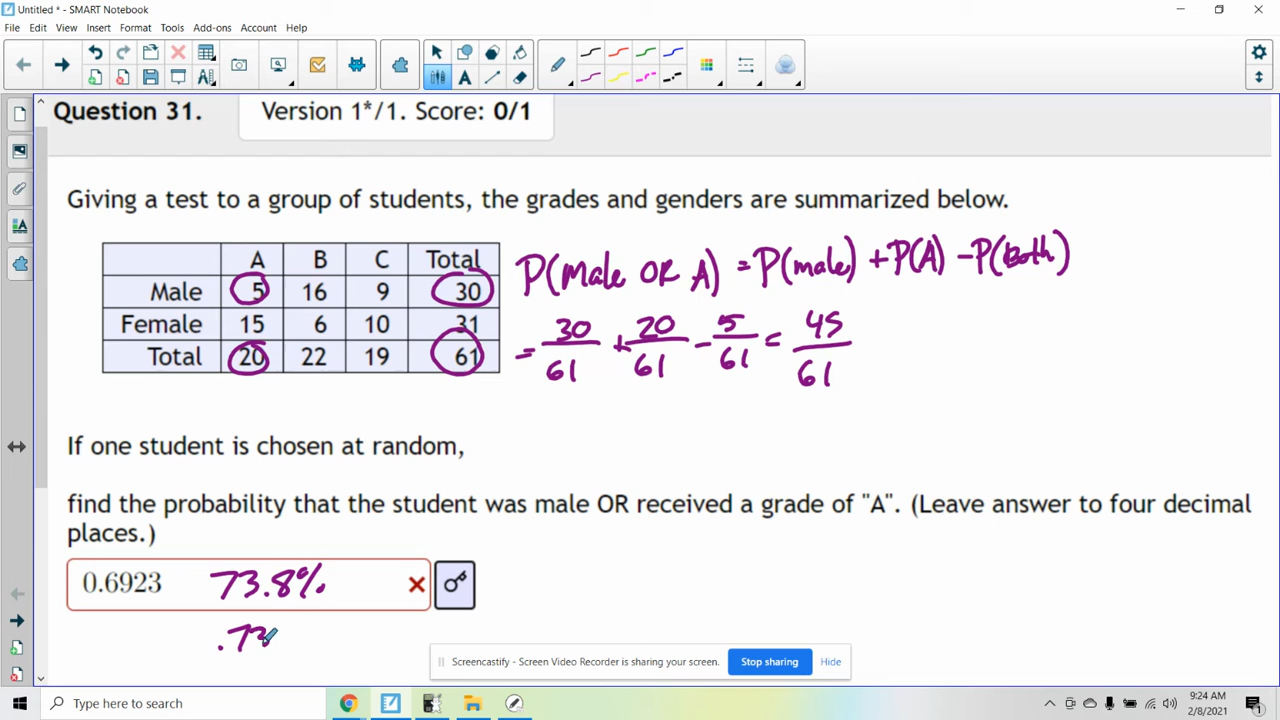 Untitled * - SMART Notebook
File Edit View Insert Format Tools Add-ons Account Help
Question 31. Version 1*/1. Score: 0/1
Giving a test to a group of students, the grades and genders are summarized below.
A B C Total
Male 5 16 9 30
Female 15 6 10 31
Total 20 22 19 61
P(Male OR A) = P(male) + P(A) - P(Both)
= 30/61 + 20/61 - 5/61 = 45/61
If one student is chosen at random,
find the probability that the student was male OR received a grade of "A". (Leave answer to four decimal
places.)
0.6923 73.8%
.73
Screencastify - Screen Video Recorder is sharing your screen. Stop sharing Hide
Type here to search
9:24 AM
2/8/2021